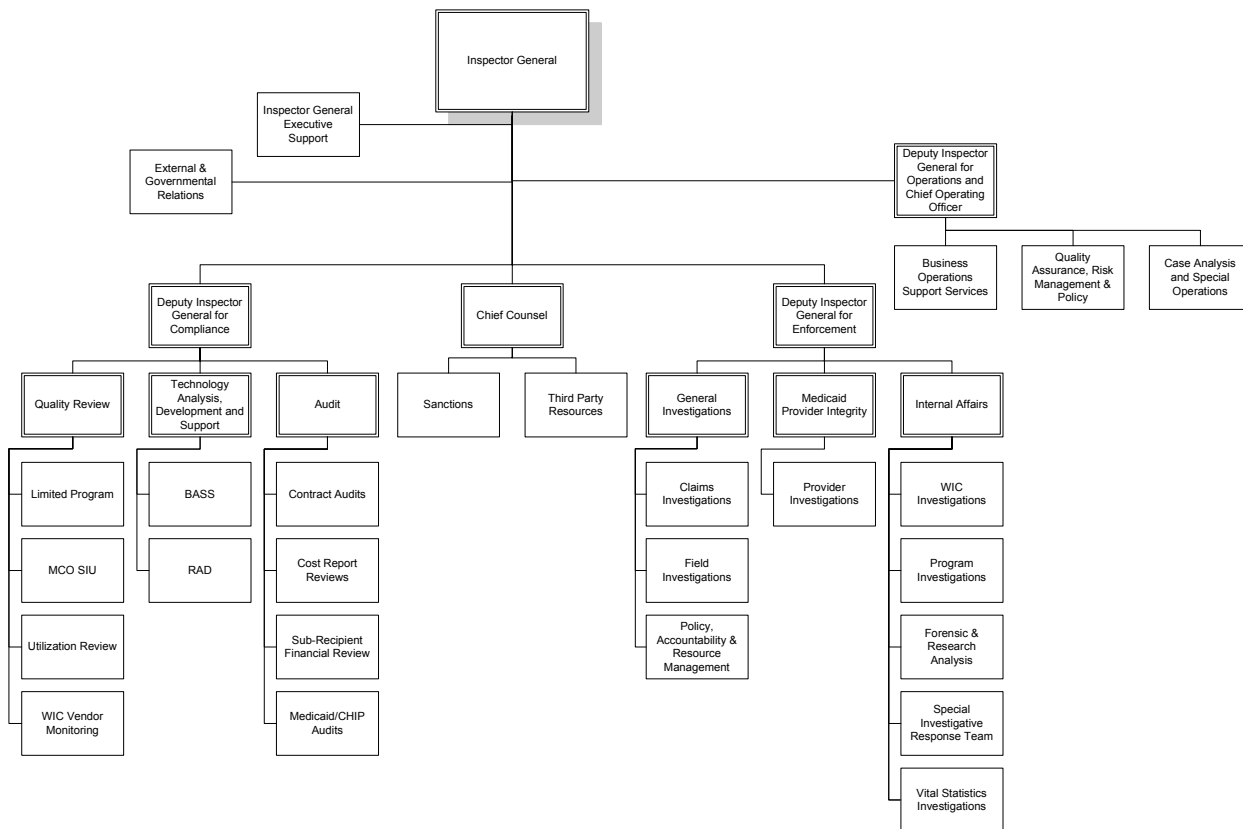 Inspector General
Inspector General
Executive
Support
External &
Governmental
Relations
Deputy Inspector
General for
Operations and
Chief Operating
Officer
Business
Operations
Support Services
Quality
Assurance, Risk
Management &
Policy
Case Analysis
and Special
Operations
Deputy Inspector
General for
Compliance
Chief Counsel
Deputy Inspector
General for
Enforcement
Quality Review
Technology
Analysis,
Development and
Support
Audit
Sanctions
Third Party
Resources
General
Investigations
Medicaid
Provider Integrity
Internal Affairs
Limited Program
BASS
Contract Audits
Claims
Investigations
Provider
Investigations
WIC
Investigations
MCO SIU
RAD
Cost Report
Reviews
Field
Investigations
Program
Investigations
Utilization Review
Sub-Recipient
Financial Review
Policy,
Accountability &
Resource
Management
Forensic &
Research
Analysis
WIC Vendor
Monitoring
Medicaid/CHIP
Audits
Special
Investigative
Response Team
Vital Statistics
Investigations